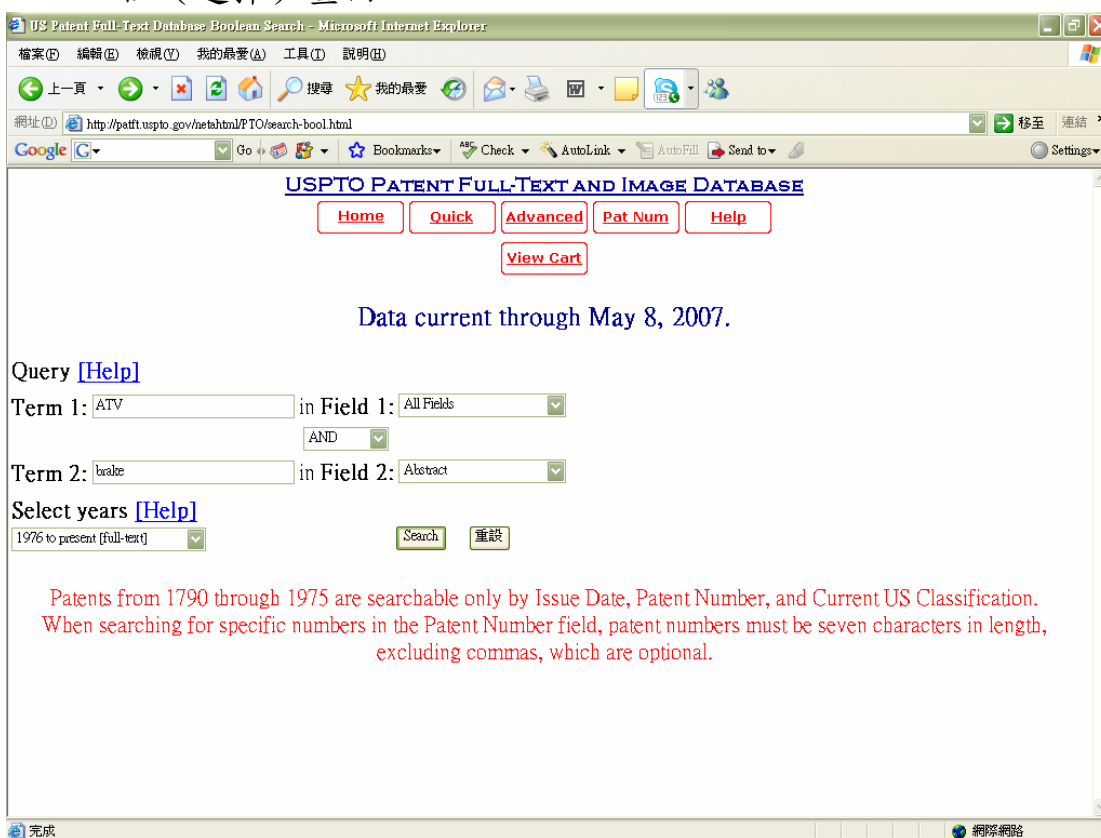 US Patent Full-Text Database Boolean Search - Microsoft Internet Explorer
檔案(F) 編輯(E) 檢視(V) 我的最愛(A) 工具(T) 說明(H)
上一頁 搜尋 我的最愛
網址(D) http://patft.uspto.gov/netahtml/PTO/search-bool.html 移至 連結
Google G Go Bookmarks Check AutoLink AutoFill Send to Settings
USPTO PATENT FULL-TEXT AND IMAGE DATABASE
Home Quick Advanced Pat Num Help
View Cart
Data current through May 8, 2007.
Query [Help]
Term 1: ATV in Field 1: All Fields
AND
Term 2: brake in Field 2: Abstract
Select years [Help]
1976 to present [full-text] Search 重設
Patents from 1790 through 1975 are searchable only by Issue Date, Patent Number, and Current US Classification.
When searching for specific numbers in the Patent Number field, patent numbers must be seven characters in length,
excluding commas, which are optional.
完成 網際網路